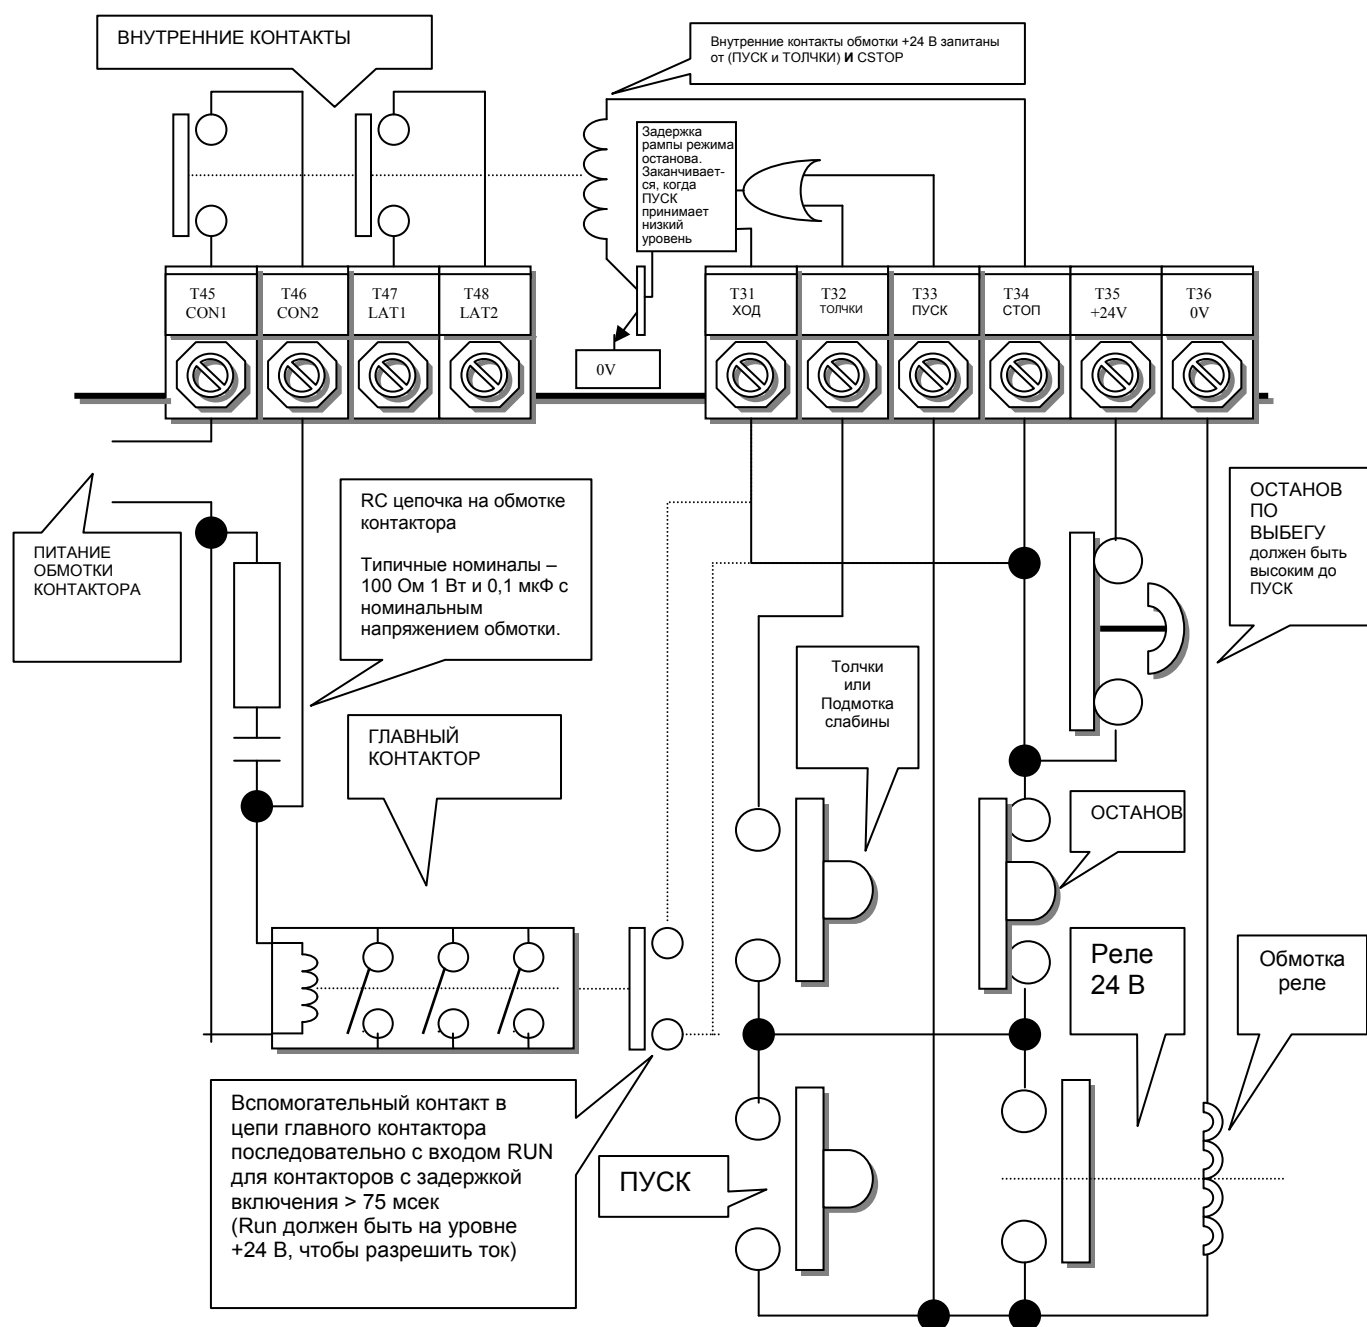 ВНУТРЕННИЕ КОНТАКТЫ
Внутренние контакты обмотки +24 В запитаны
от (ПУСК и ТОЛЧКИ) И CSTOP
Задержка
рампы режима
останова.
Заканчивает-
ся, когда
ПУСК
принимает
низкий
уровень
T45
CON1
T46
CON2
T47
LAT1
T48
LAT2
0V
T31
ХОД
T32
ТОЛЧКИ
T33
ПУСК
T34
СТОП
T35
+24V
T36
0V
ПИТАНИЕ
ОБМОТКИ
КОНТАКТОРА
RC цепочка на обмотке
контактора
Типичные номиналы –
100 Ом 1 Вт и 0,1 мкФ с
номинальным
напряжением обмотки.
ОСТАНОВ
ПО
ВЫБЕГУ
должен быть
высоким до
ПУСК
ГЛАВНЫЙ
КОНТАКТОР
Толчки
или
Подмотка
слабины
ОСТАНОВ
Реле
24 В
Обмотка
реле
Вспомогательный контакт в
цепи главного контактора
последовательно с входом RUN
для контакторов с задержкой
включения > 75 мсек
(Run должен быть на уровне
+24 В, чтобы разрешить ток)
ПУСК